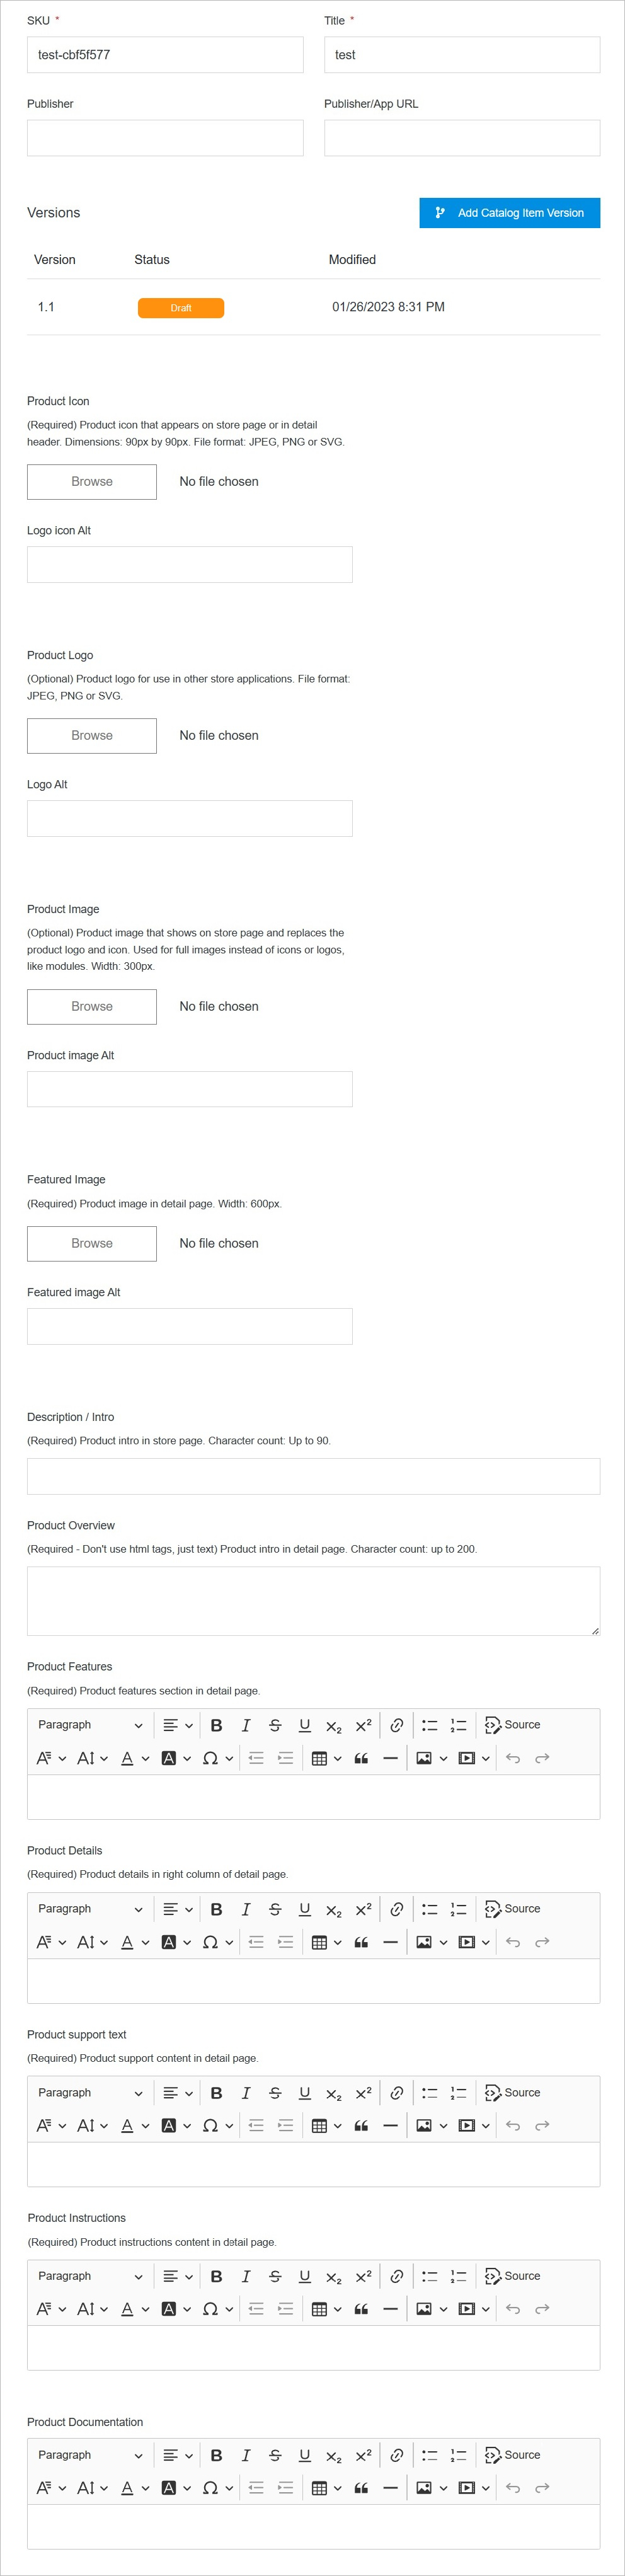 SKU * Title *
test-cbf5f577 test
Publisher Publisher/App URL
Versions Add Catalog Item Version
Version Status Modified
1.1 Draft 01/26/2023 8:31 PM
Product Icon
(Required) Product icon that appears on store page or in detail
header. Dimensions: 90px by 90px. File format: JPEG, PNG or SVG.
Browse No file chosen
Logo icon Alt
Product Logo
(Optional) Product logo for use in other store applications. File format:
JPEG, PNG or SVG.
Browse No file chosen
Logo Alt
Product Image
(Optional) Product image that shows on store page and replaces the
product logo and icon. Used for full images instead of icons or logos,
like modules. Width: 300px.
Browse No file chosen
Product image Alt
Featured Image
(Required) Product image in detail page. Width: 600px.
Browse No file chosen
Featured image Alt
Description / Intro
(Required) Product intro in store page. Character count: Up to 90.
Product Overview
(Required - Don't use html tags, just text) Product intro in detail page. Character count: up to 200.
Product Features
(Required) Product features section in detail page.
Paragraph Source
Product Details
(Required) Product details in right column of detail page.
Paragraph Source
Product support text
(Required) Product support content in detail page.
Paragraph Source
Product Instructions
(Required) Product instructions content in detail page.
Paragraph Source
Product Documentation
Paragraph Source